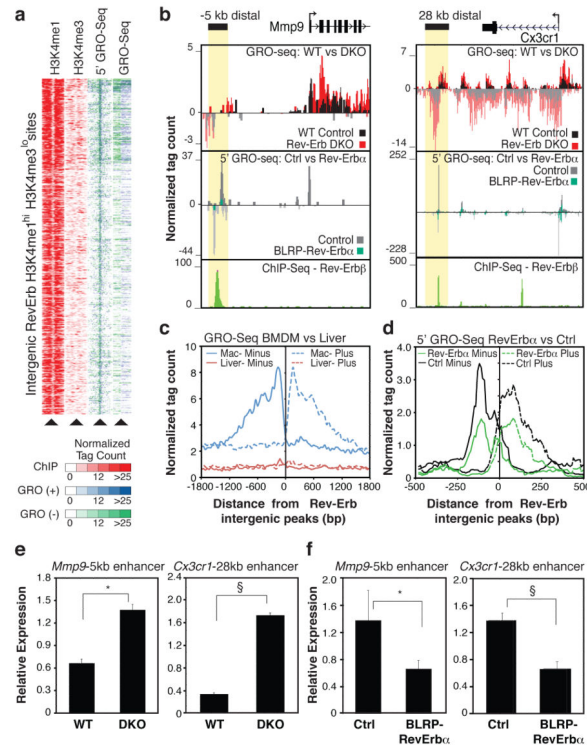 a
H3K4me1
H3K4me3
5' GRO-Seq
GRO-Seq
Intergenic RevErb H3K4me1hi H3K4me3lo sites
Normalized
Tag Count
ChIP
0 12 >25
GRO (+)
0 12 >25
GRO (-)
0 12 >25
b
-5 kb distal
Mmp9
28 kb distal
Cx3cr1
Normalized tag count
5
GRO-seq: WT vs DKO
0
-3
WT Control
Rev-Erb DKO
37
5' GRO-seq: Ctrl vs Rev-Erbα
0
-44
Control
BLRP-Rev-Erbα
100
ChIP-Seq - Rev-Erbβ
0
7
GRO-seq: WT vs DKO
0
-14
WT Control
Rev-Erb DKO
252
5' GRO-seq: Ctrl vs Rev-Erbα
Control
BLRP-Rev-Erbα
0
-228
500
ChIP-Seq - Rev-Erbβ
0
c
GRO-Seq BMDM vs Liver
Normalized tag count
10
8
6
4
2
0
Mac- Minus
Mac- Plus
Liver- Minus
Liver- Plus
-1800 -1200 -600 0 600 1200 1800
Distance from Rev-Erb
intergenic peaks (bp)
d
5' GRO-Seq RevErbα vs Ctrl
Normalized tag count
5.0
4.0
3.0
2.0
1.0
0
Rev-Erbα Minus
Rev-Erbα Plus
Ctrl Minus
Ctrl Plus
-500 -250 0 250 500
Distance from Rev-Erb
intergenic peaks (bp)
e
Mmp9-5kb enhancer
Relative Expression
1.8
1.5
1.2
0.9
0.6
0.3
0
*
WT DKO
Cx3cr1-28kb enhancer
2.0
1.6
1.2
0.8
0.4
0
§
WT DKO
f
Mmp9-5kb enhancer
Relative Expression
2.0
1.6
1.2
0.8
0.4
0
*
Ctrl BLRP-
RevErbα
Cx3cr1-28kb enhancer
2.0
1.6
1.2
0.8
0.4
0
§
Ctrl BLRP-
RevErbα